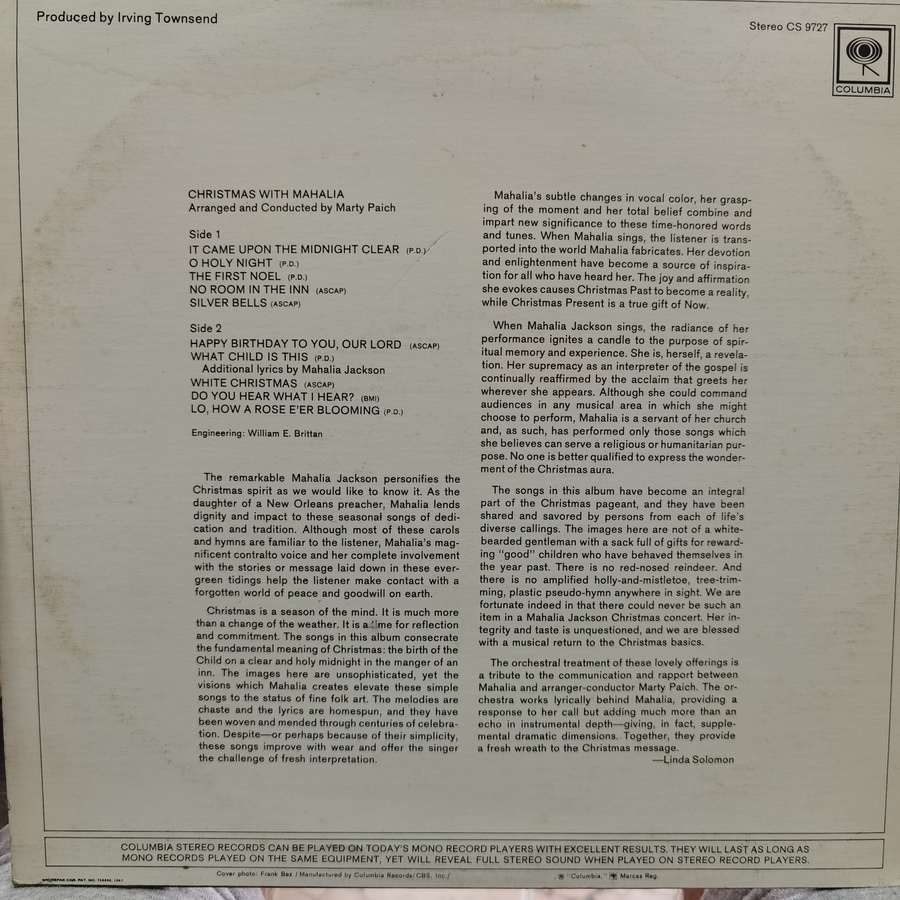 Produced by Irving Townsend
Stereo CS 9727
COLUMBIA
CHRISTMAS WITH MAHALIA
Arranged and Conducted by Marty Paich
Side 1
IT CAME UPON THE MIDNIGHT CLEAR (P.D.)
O HOLY NIGHT (P.D.)
THE FIRST NOEL (P.D.)
NO ROOM IN THE INN (ASCAP)
SILVER BELLS (ASCAP)
Side 2
HAPPY BIRTHDAY TO YOU, OUR LORD (ASCAP)
WHAT CHILD IS THIS (P.D.)
Additional lyrics by Mahalia Jackson
WHITE CHRISTMAS (ASCAP)
DO YOU HEAR WHAT I HEAR? (BMI)
LO, HOW A ROSE E'ER BLOOMING (P.D.)
Engineering: William E. Brittan
The remarkable Mahalia Jackson personifies the
Christmas spirit as we would like to know it. As the
daughter of a New Orleans preacher, Mahalia lends
dignity and impact to these seasonal songs of dedi-
cation and tradition. Although most of these carols
and hymns are familiar to the listener, Mahalia's mag-
nificent contralto voice and her complete involvement
with the stories or message laid down in these ever-
green tidings help the listener make contact with a
forgotten world of peace and goodwill on earth.
Christmas is a season of the mind. It is much more
than a change of the weather. It is a time for reflection
and commitment. The songs in this album consecrate
the fundamental meaning of Christmas: the birth of the
Child on a clear and holy midnight in the manger of an
inn. The images here are unsophisticated, yet the
visions which Mahalia creates elevate these simple
songs to the status of fine folk art. The melodies are
chaste and the lyrics are homespun, and they have
been woven and mended through centuries of celebra-
tion. Despite—or perhaps because of their simplicity,
these songs improve with wear and offer the singer
the challenge of fresh interpretation.
Mahalia's subtle changes in vocal color, her grasp-
ing of the moment and her total belief combine and
impart new significance to these time-honored words
and tunes. When Mahalia sings, the listener is trans-
ported into the world Mahalia fabricates. Her devotion
and enlightenment have become a source of inspira-
tion for all who have heard her. The joy and affirmation
she evokes causes Christmas Past to become a reality,
while Christmas Present is a true gift of Now.
When Mahalia Jackson sings, the radiance of her
performance ignites a candle to the purpose of spir-
itual memory and experience. She is, herself, a revela-
tion. Her supremacy as an interpreter of the gospel is
continually reaffirmed by the acclaim that greets her
wherever she appears. Although she could command
audiences in any musical area in which she might
choose to perform, Mahalia is a servant of her church
and, as such, has performed only those songs which
she believes can serve a religious or humanitarian pur-
pose. No one is better qualified to express the wonder-
ment of the Christmas aura.
The songs in this album have become an integral
part of the Christmas pageant, and they have been
shared and savored by persons from each of life's
diverse callings. The images here are not of a white-
bearded gentleman with a sack full of gifts for reward-
ing "good" children who have behaved themselves in
the year past. There is no red-nosed reindeer. And
there is no amplified holly-and-mistletoe, tree-trim-
ming, plastic pseudo-hymn anywhere in sight. We are
fortunate indeed in that there could never be such an
item in a Mahalia Jackson Christmas concert. Her in-
tegrity and taste is unquestioned, and we are blessed
with a musical return to the Christmas basics.
The orchestral treatment of these lovely offerings is
a tribute to the communication and rapport between
Mahalia and arranger-conductor Marty Paich. The or-
chestra works lyrically behind Mahalia, providing a
response to her call but adding much more than an
echo in instrumental depth—giving, in fact, supple-
mental dramatic dimensions. Together, they provide
a fresh wreath to the Christmas message.
—Linda Solomon
COLUMBIA STEREO RECORDS CAN BE PLAYED ON TODAY'S MONO RECORD PLAYERS WITH EXCELLENT RESULTS. THEY WILL LAST AS LONG AS
MONO RECORDS PLAYED ON THE SAME EQUIPMENT, YET WILL REVEAL FULL STEREO SOUND WHEN PLAYED ON STEREO RECORD PLAYERS.
Cover photo: Frank Bez / Manufactured by Columbia Records/CBS, Inc./
® "Columbia," Marcas Reg.